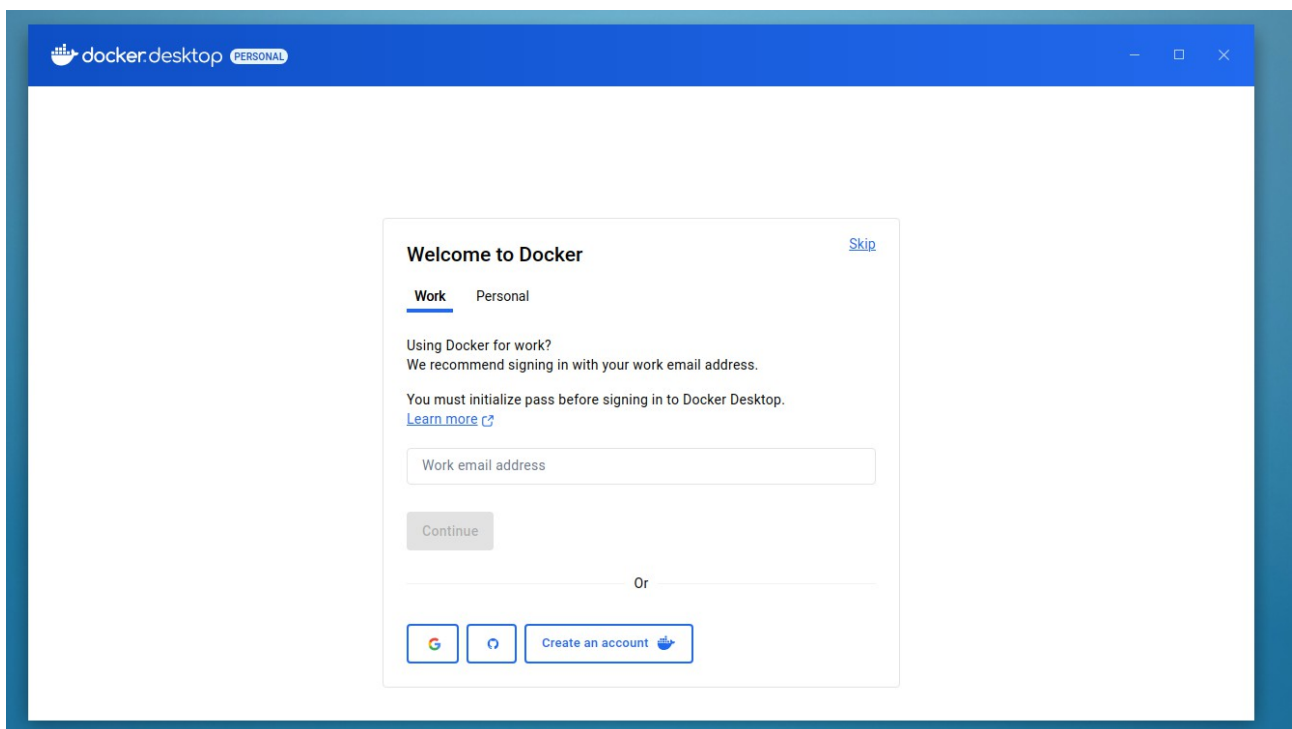 docker.desktop PERSONAL
Welcome to Docker
Skip
Work Personal
Using Docker for work?
We recommend signing in with your work email address.
You must initialize pass before signing in to Docker Desktop.
Learn more
Work email address
Continue
Or
Create an account